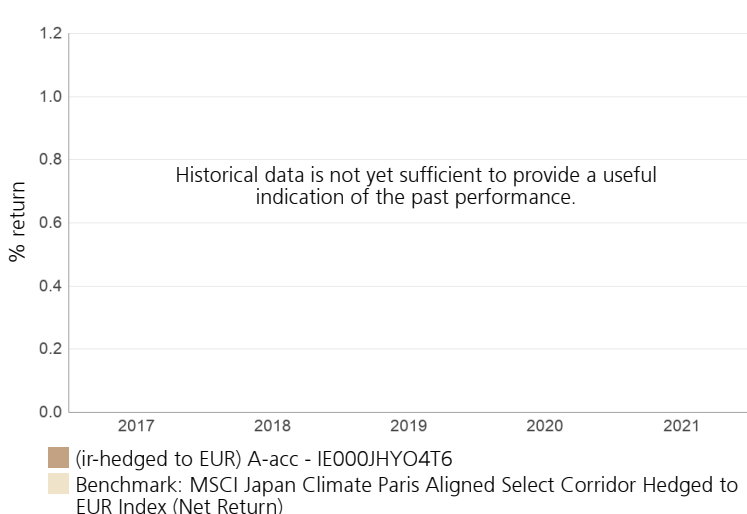 1.2
1.0
0.8
Historical data is not yet sufficient to provide a useful
indication of the past performance.
0.6
0.4
0.2
0.0
% return
2017 2018 2019 2020 2021
(ir-hedged to EUR) A-acc - IE000JHYO4T6
Benchmark: MSCI Japan Climate Paris Aligned Select Corridor Hedged to
EUR Index (Net Return)